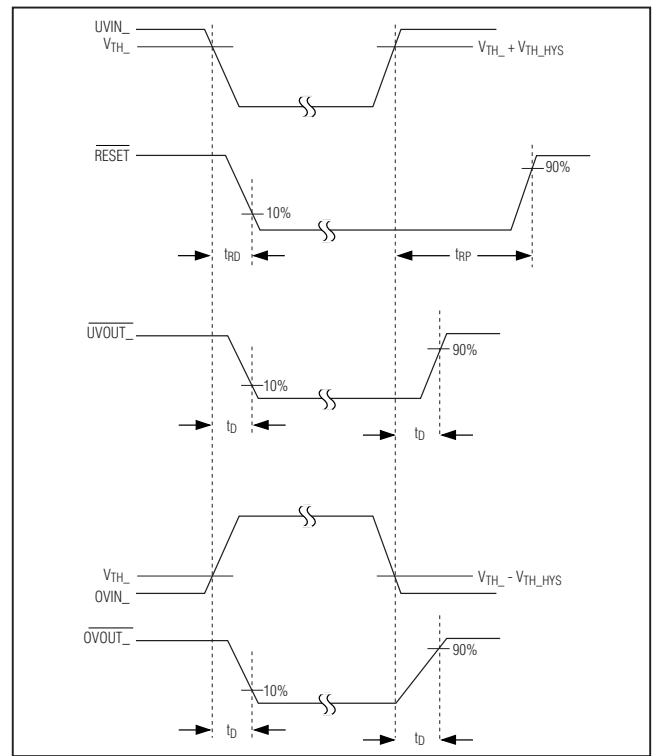 UVIN_
VTH_
VTH_ + VTH_HYS
RESET
90%
10%
tRD
tRP
UVOUT_
90%
10%
tD
tD
VTH_
VTH_ - VTH_HYS
OVIN_
OVOUT_
90%
10%
tD
tD